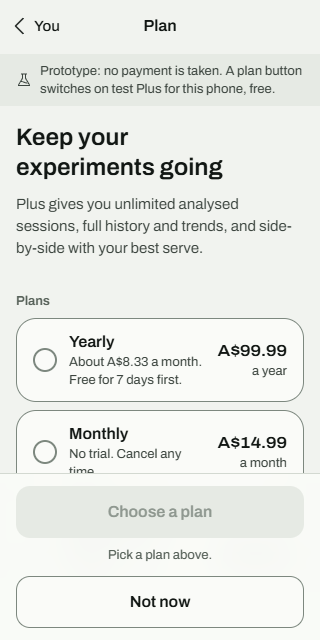 You
Plan
Prototype: no payment is taken. A plan button
switches on test Plus for this phone, free.
Keep your
experiments going
Plus gives you unlimited analysed
sessions, full history and trends, and side-
by-side with your best serve.
Plans
Yearly
About A$8.33 a month.
Free for 7 days first.
A$99.99
a year
Monthly
No trial. Cancel any
time.
A$14.99
a month
Choose a plan
Pick a plan above.
Not now